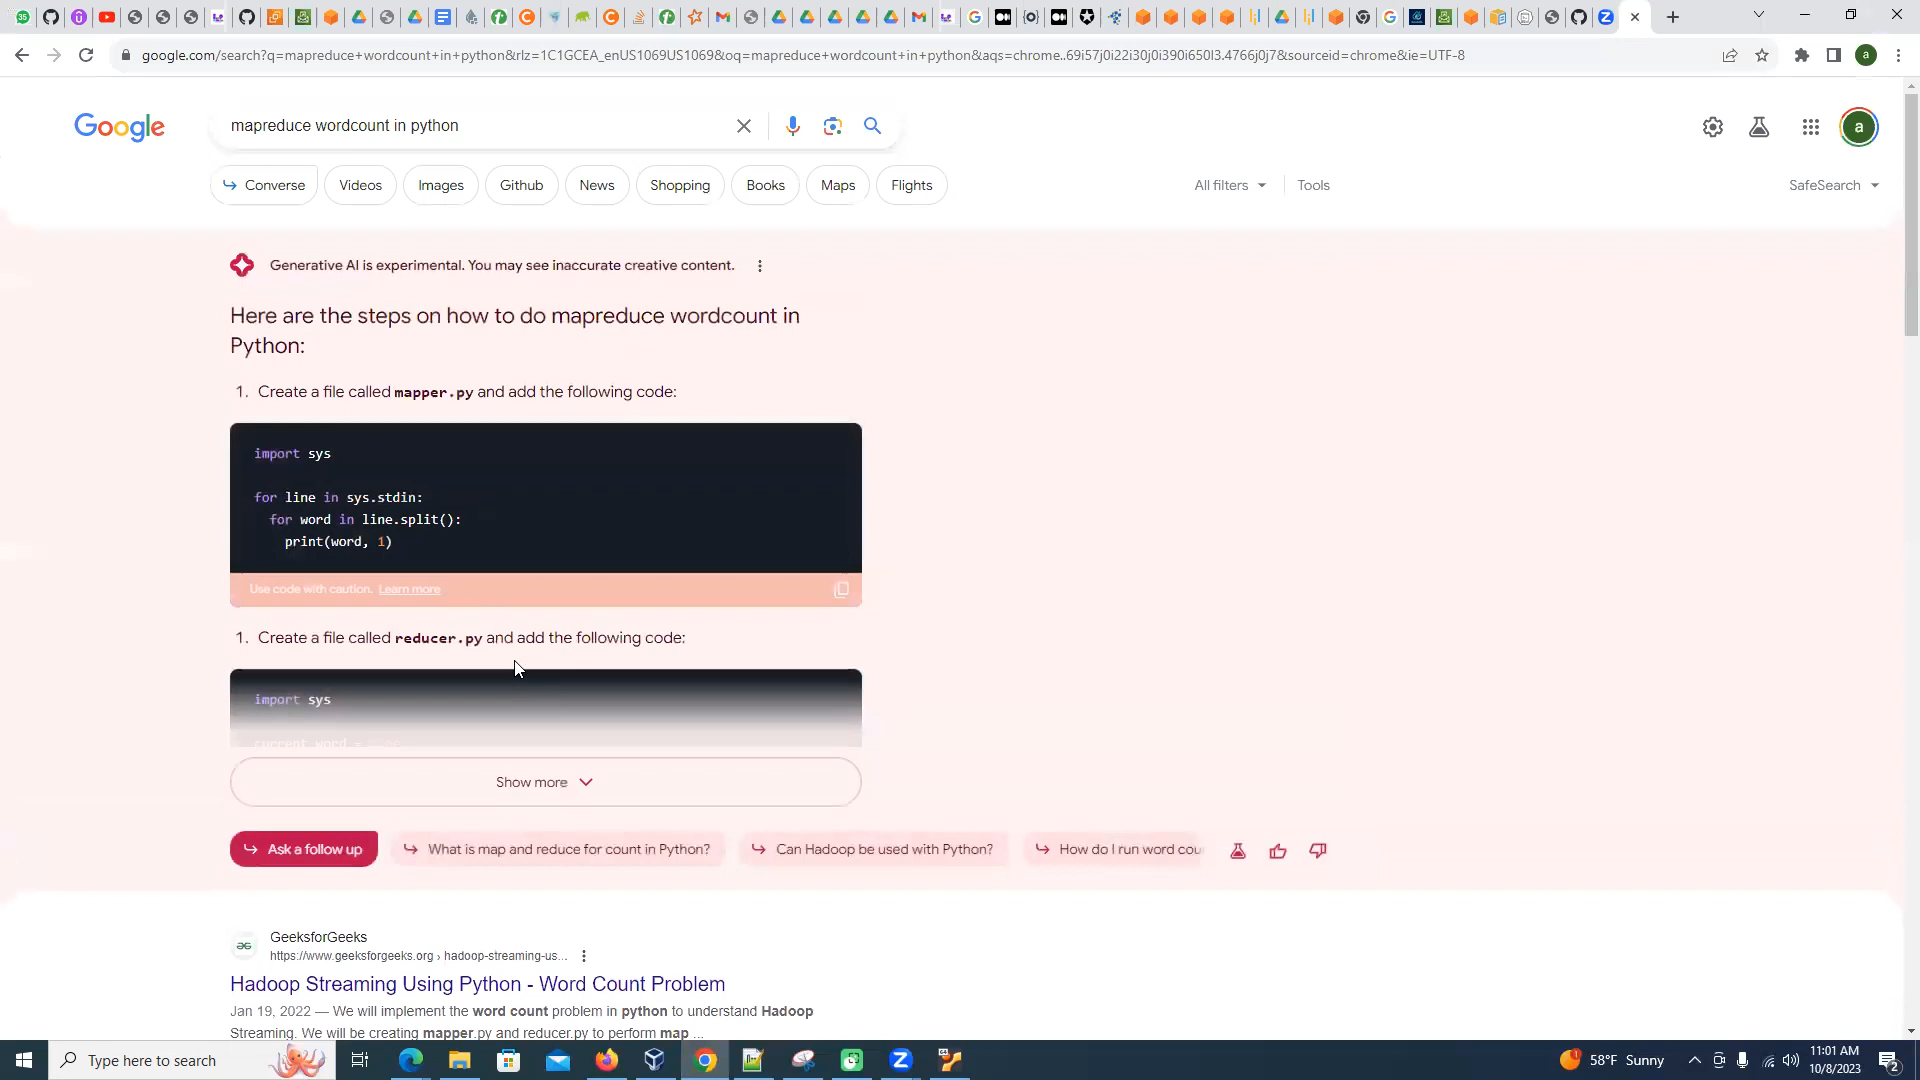 google.com/search?q=mapreduce+wordcount+in+python&rlz=1C1GCEA_enUS1069US1069&oq=mapreduce+wordcount+in+python&aqs=chrome..69i57j0i22i30j0i390i650l3.4766j0j7&sourceid=chrome&ie=UTF-8
a
Google
mapreduce wordcount in python
a
Converse
Videos
Images
Github
News
Shopping
Books
Maps
Flights
All filters
Tools
SafeSearch
Generative AI is experimental. You may see inaccurate creative content.
Here are the steps on how to do mapreduce wordcount in
Python:
1. Create a file called mapper.py and add the following code:
import sys
for line in sys.stdin:
for word in line.split():
print(word, 1)
Use code with caution. Learn more
1. Create a file called reducer.py and add the following code:
import sys
current_word =
Show more
Ask a follow up
What is map and reduce for count in Python?
Can Hadoop be used with Python?
How do I run word cou
GeeksforGeeks
https://www.geeksforgeeks.org › hadoop-streaming-us...
Hadoop Streaming Using Python - Word Count Problem
Jan 19, 2022 — We will implement the word count problem in python to understand Hadoop
Streaming. We will be creating mapper.py and reducer.py to perform map ...
Type here to search
58°F Sunny
11:01 AM
10/8/2023
2